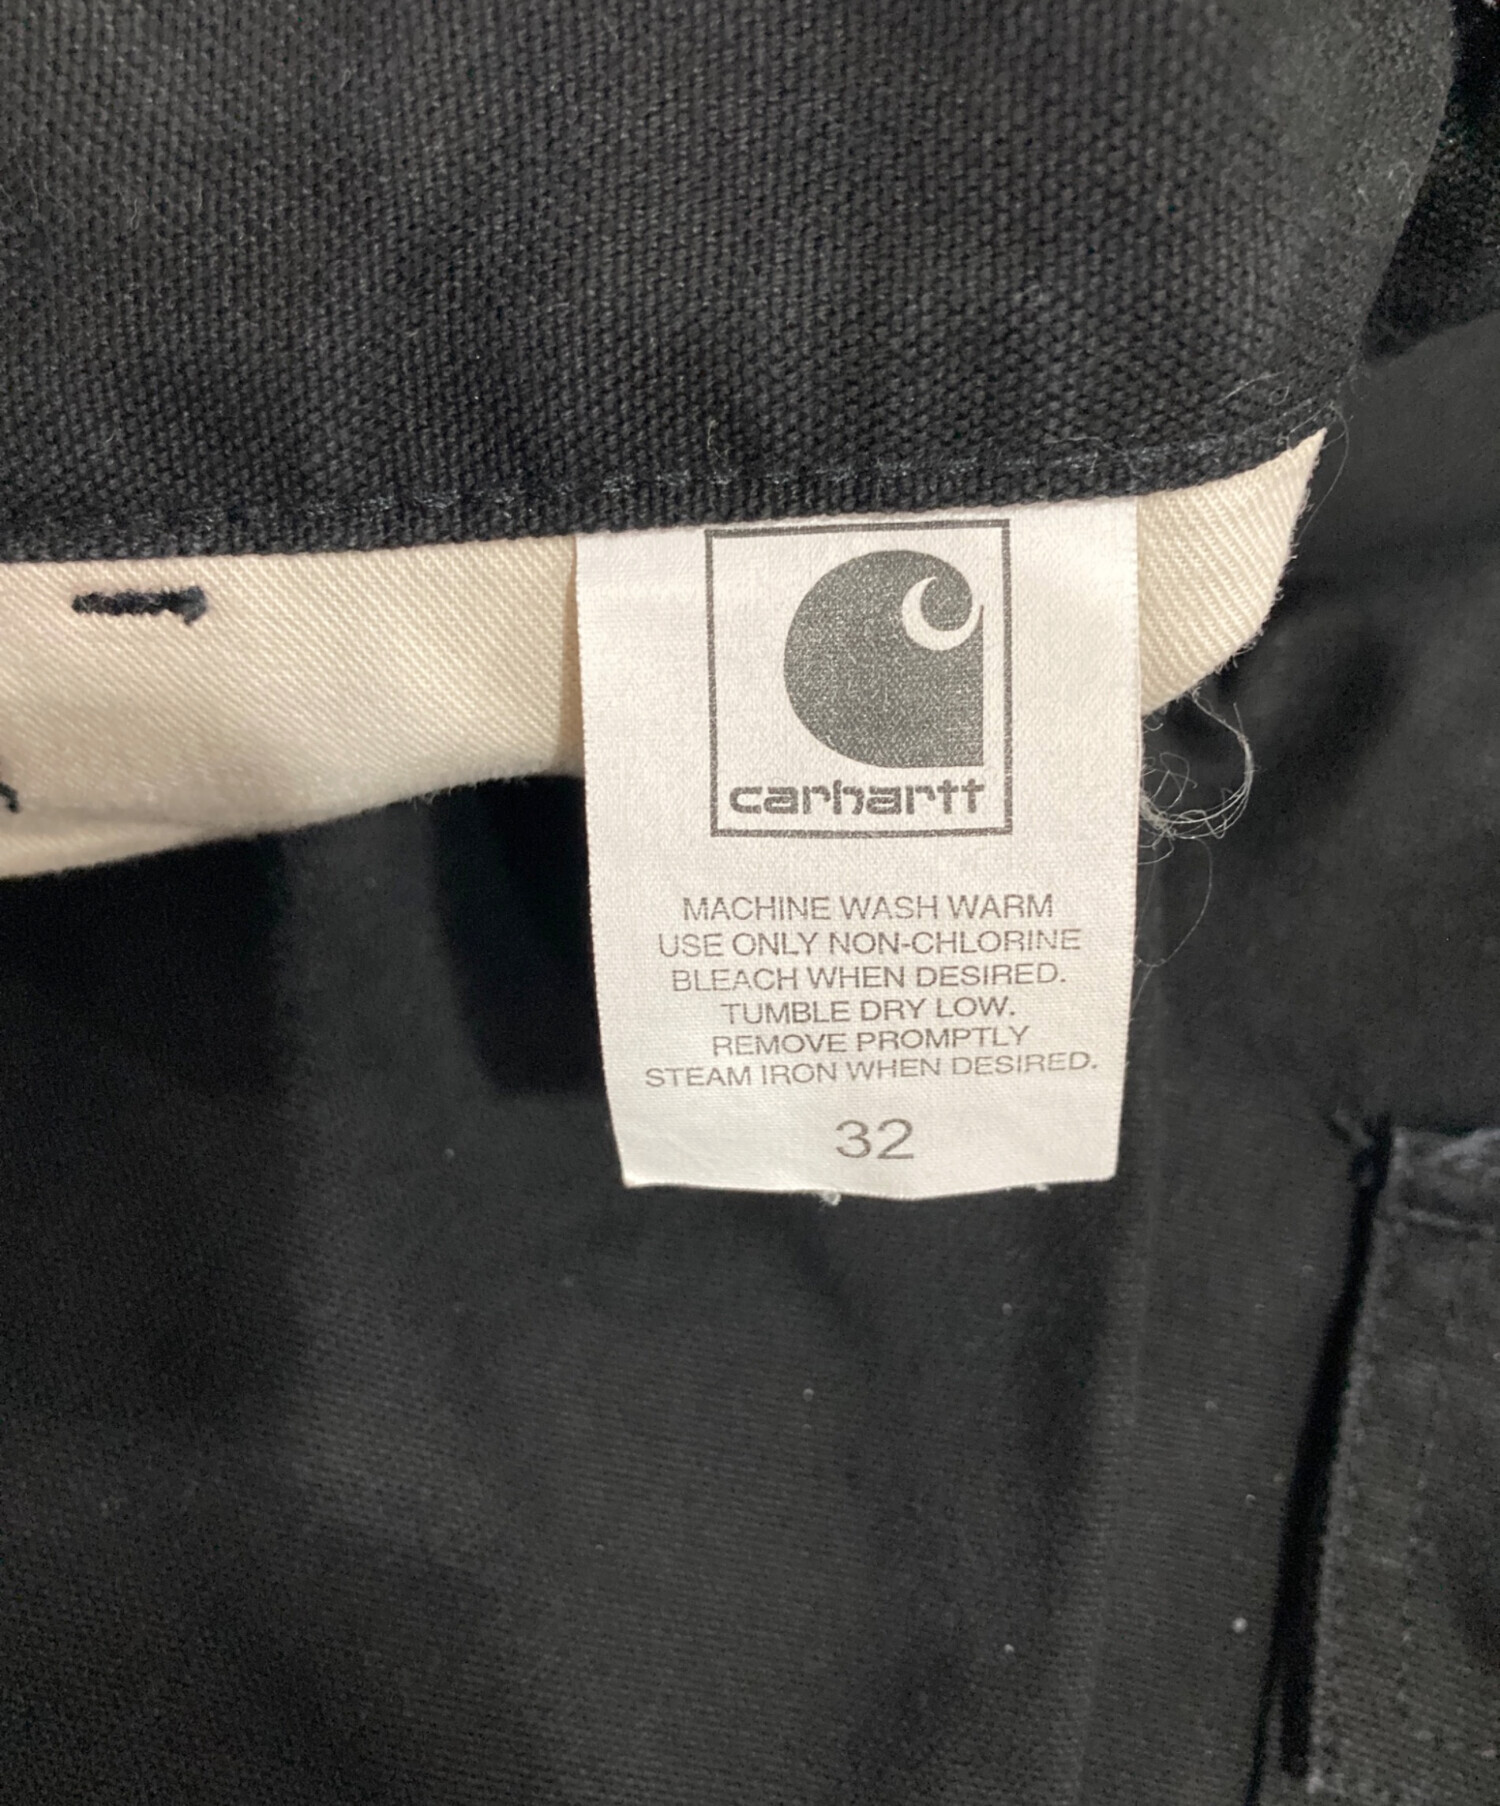 carhartt
MACHINE WASH WARM
USE ONLY NON-CHLORINE
BLEACH WHEN DESIRED.
TUMBLE DRY LOW.
REMOVE PROMPTLY
STEAM IRON WHEN DESIRED.
32